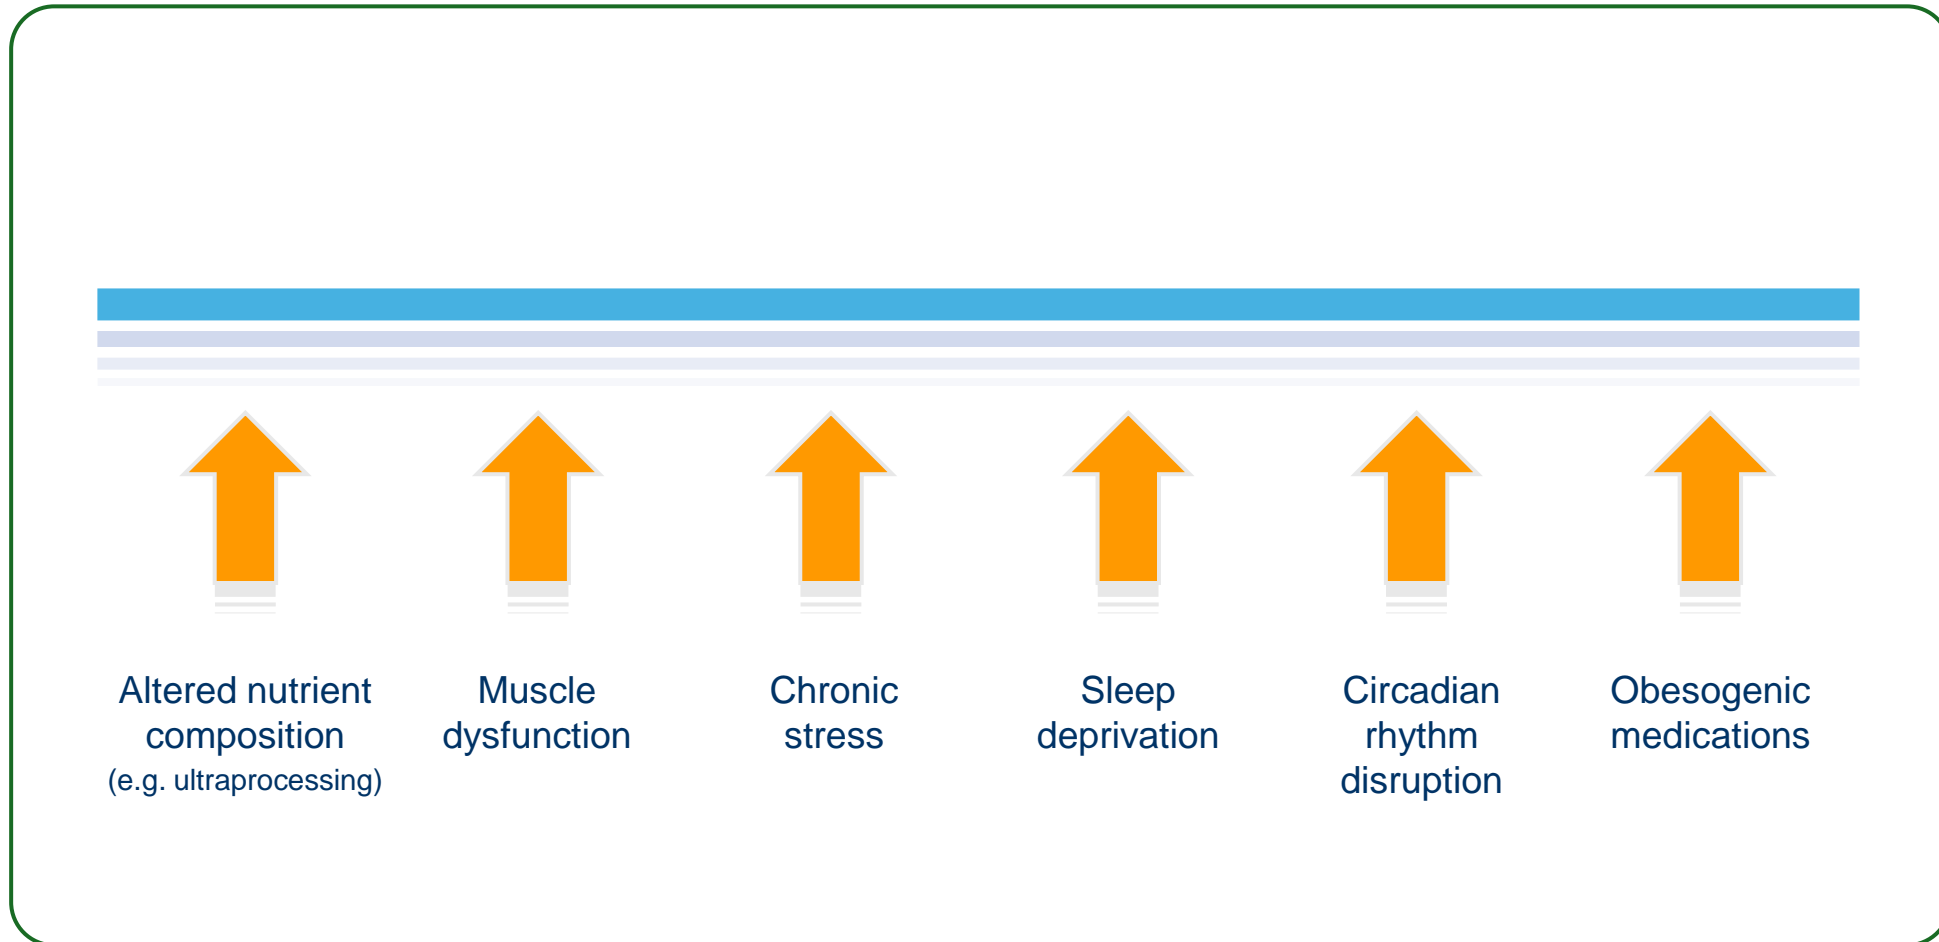 Altered nutrient
composition
(e.g. ultraprocessing)
Muscle
dysfunction
Chronic
stress
Sleep
deprivation
Circadian
rhythm
disruption
Obesogenic
medications